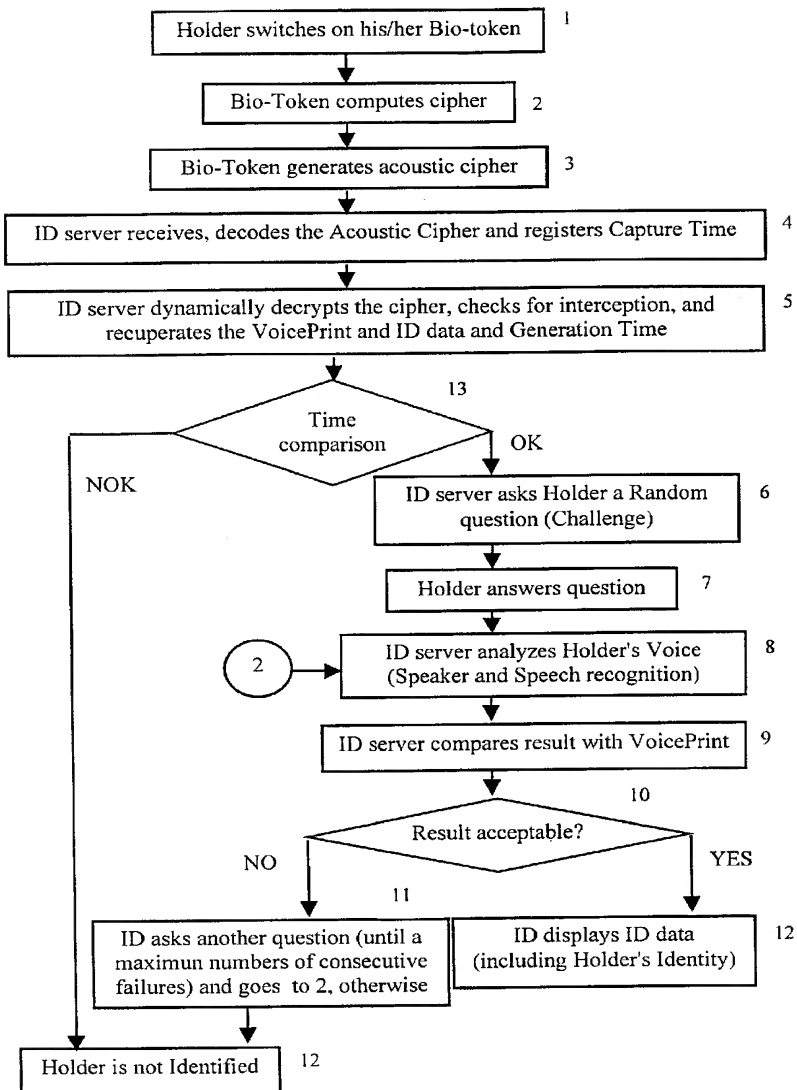 Holder switches on his/her Bio-token
1
Bio-Token computes cipher
2
Bio-Token generates acoustic cipher
3
ID server receives, decodes the Acoustic Cipher and registers Capture Time
4
ID server dynamically decrypts the cipher, checks for interception, and
recuperates the VoicePrint and ID data and Generation Time
5
13
Time
comparison
OK
NOK
ID server asks Holder a Random
question (Challenge)
6
Holder answers question
7
2
ID server analyzes Holder's Voice
(Speaker and Speech recognition)
8
ID server compares result with VoicePrint
9
10
Result acceptable?
NO
YES
11
ID asks another question (until a
maximun numbers of consecutive
failures) and goes to 2, otherwise
ID displays ID data
(including Holder's Identity)
12
Holder is not Identified
12